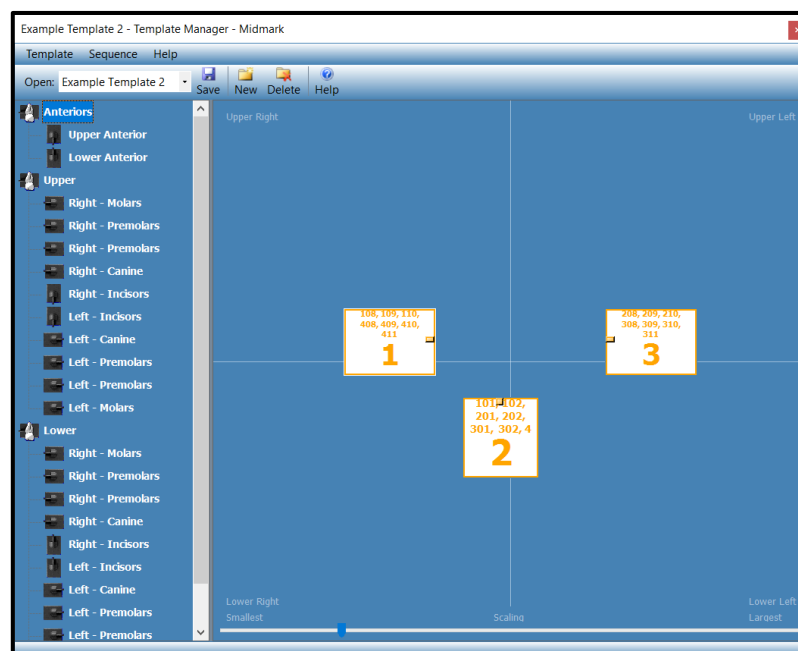 Example Template 2 - Template Manager - Midmark
Template Sequence Help
Open: Example Template 2
Save New Delete Help
Anteriors
Upper Anterior
Lower Anterior
Upper
Right - Molars
Right - Premolars
Right - Premolars
Right - Canine
Right - Incisors
Left - Incisors
Left - Canine
Left - Premolars
Left - Premolars
Left - Molars
Lower
Right - Molars
Right - Premolars
Right - Premolars
Right - Canine
Right - Incisors
Left - Incisors
Left - Canine
Left - Premolars
Left - Premolars
Upper Right
Upper Left
108, 109, 110,
408, 409, 410,
411
1
208, 209, 210,
308, 309, 310,
311
3
101, 102,
201, 202,
301, 302, 4
2
Lower Right
Lower Left
Smallest Scaling Largest